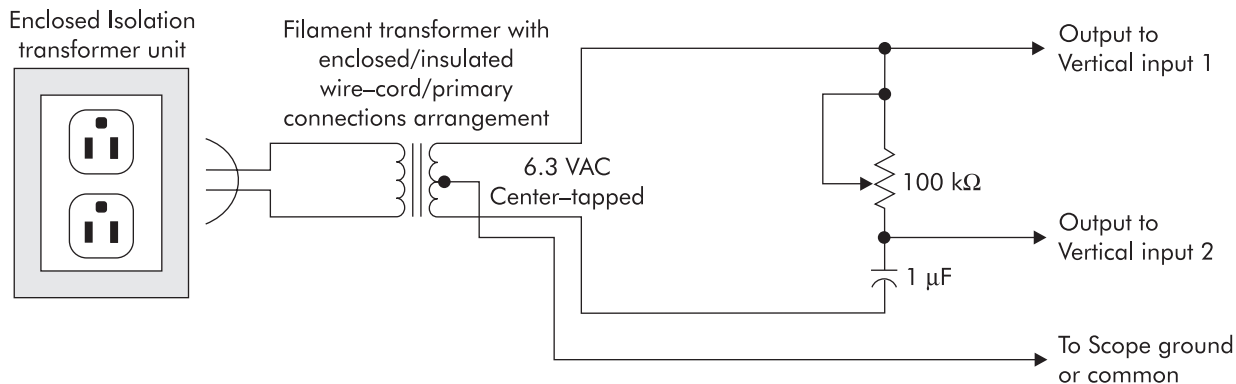 Enclosed Isolation
transformer unit
Filament transformer with
enclosed/insulated
wire–cord/primary
connections arrangement
6.3 VAC
Center–tapped
100 kΩ
1 μF
Output to
Vertical input 1
Output to
Vertical input 2
To Scope ground
or common